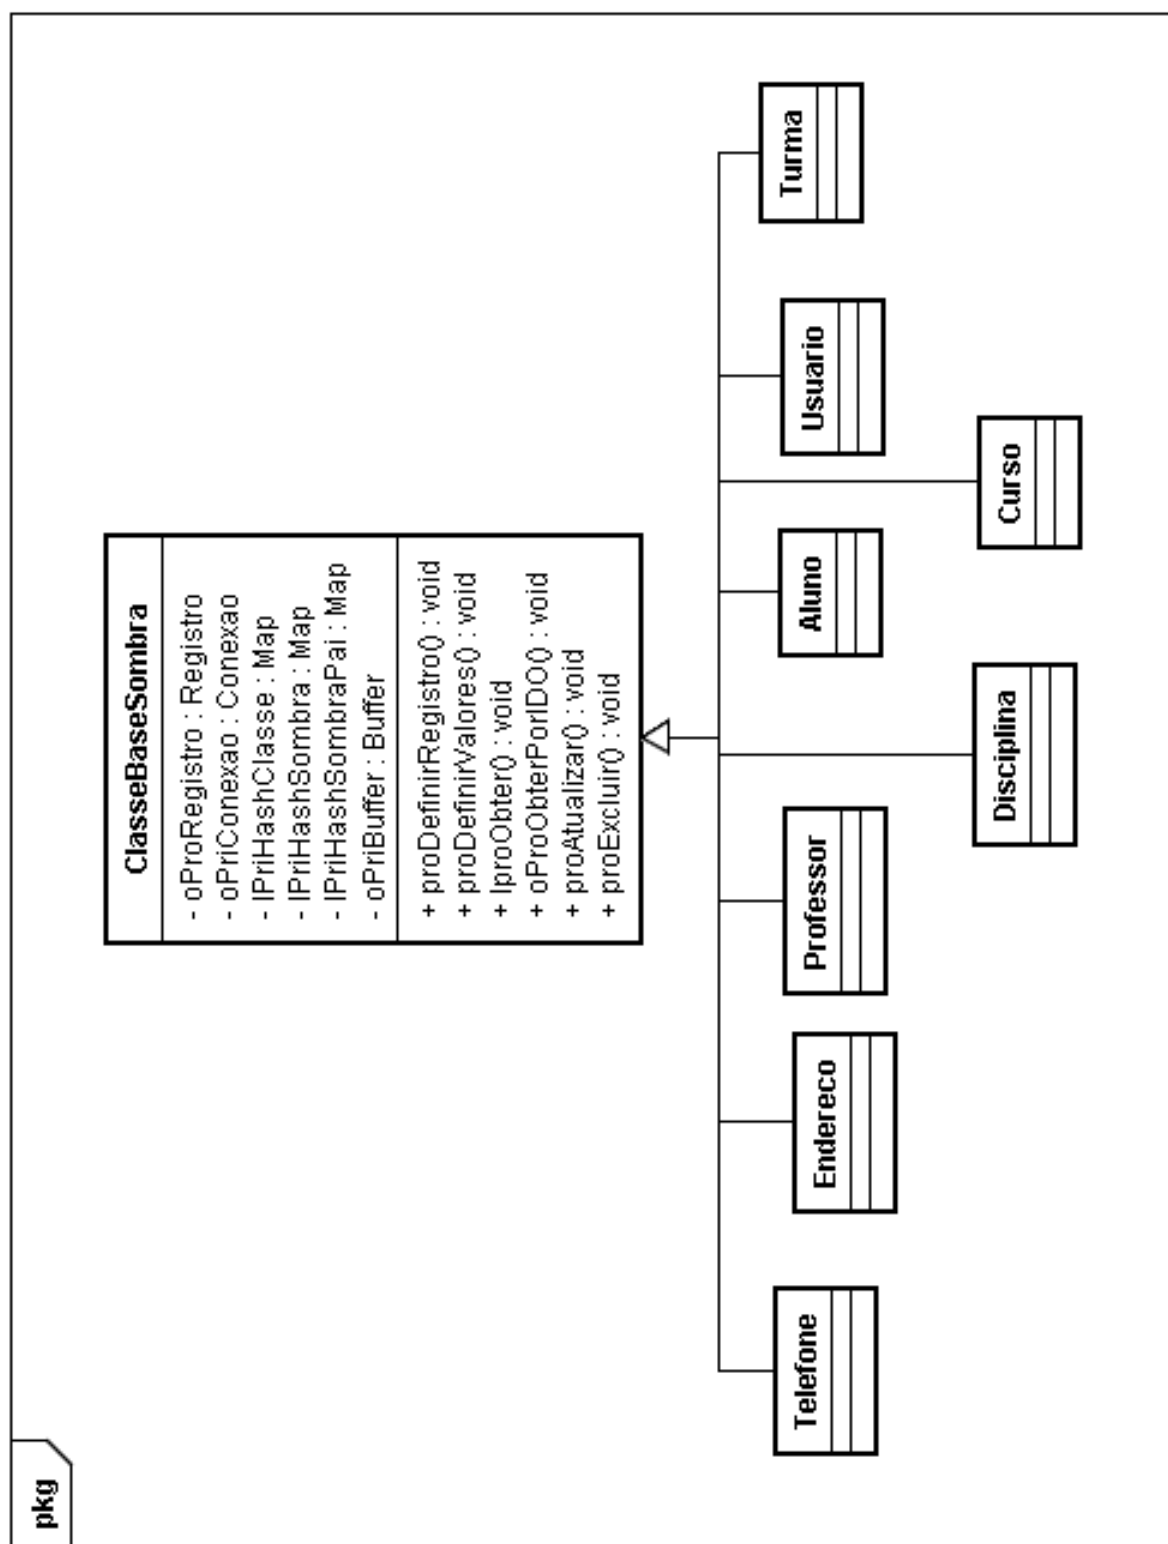 pkg
ClasseBaseSombra
- oProRegistro : Registro
- oPriConexao : Conexao
- lPriHashClasse : Map
- lPriHashSombra : Map
- lPriHashSombraPai : Map
- oPriBuffer : Buffer
+ proDefinirRegistro() : void
+ proDefinirValores() : void
+ lproObter() : void
+ oProObterPorIDO() : void
+ proAtualizar() : void
+ proExcluir() : void
Telefone
Endereco
Professor
Aluno
Usuario
Turma
Disciplina
Curso